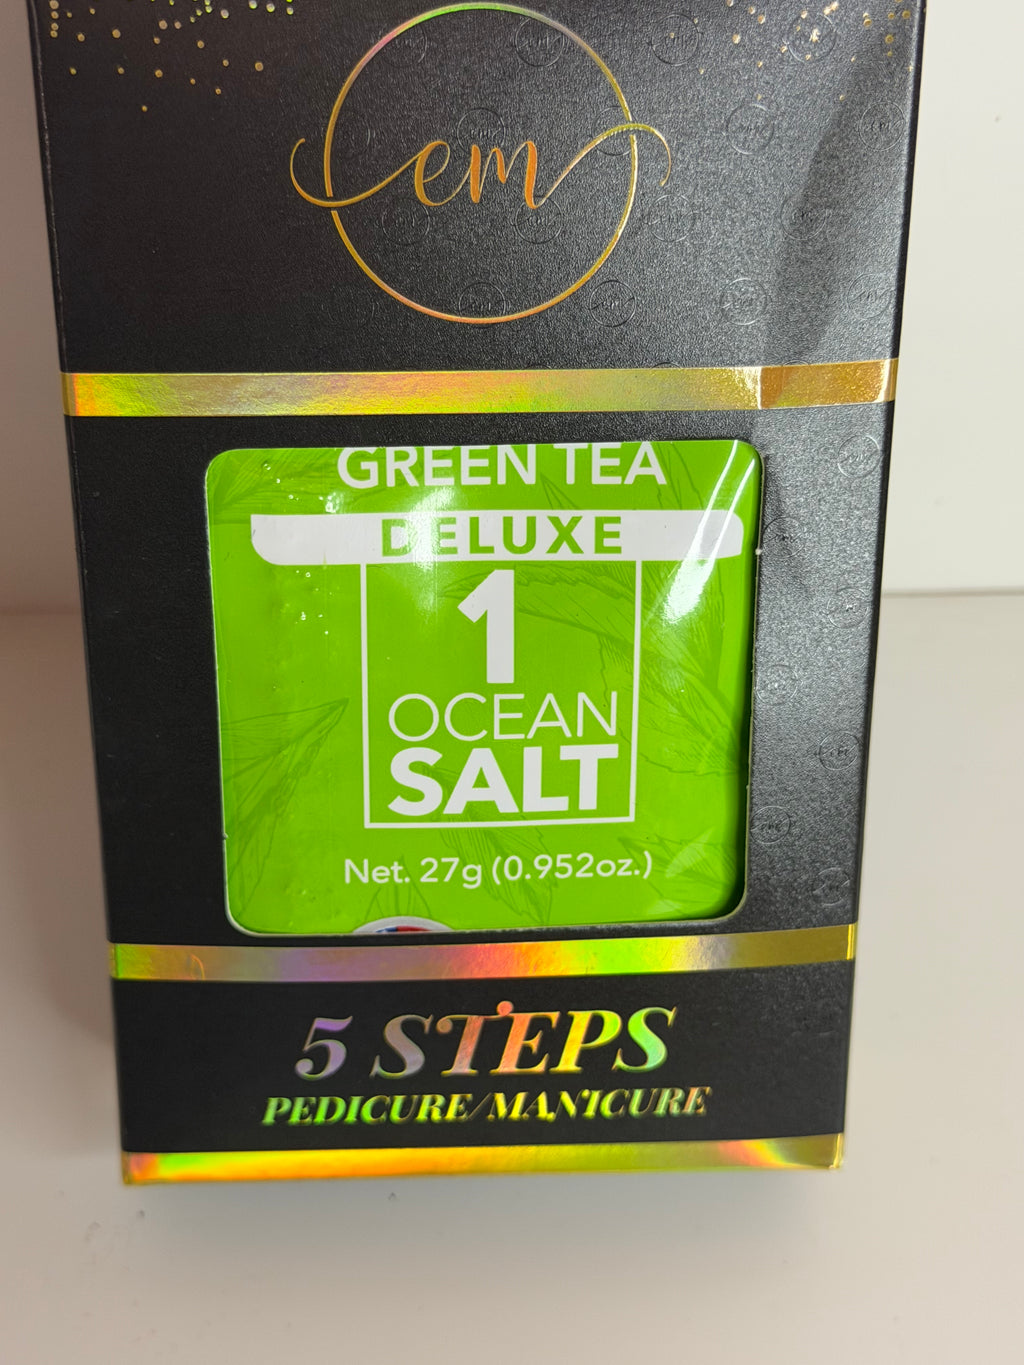 em
GREEN TEA
DELUXE
1
OCEAN
SALT
Net. 27g (0.952oz.)
5 STEPS
PEDICURE/MANICURE